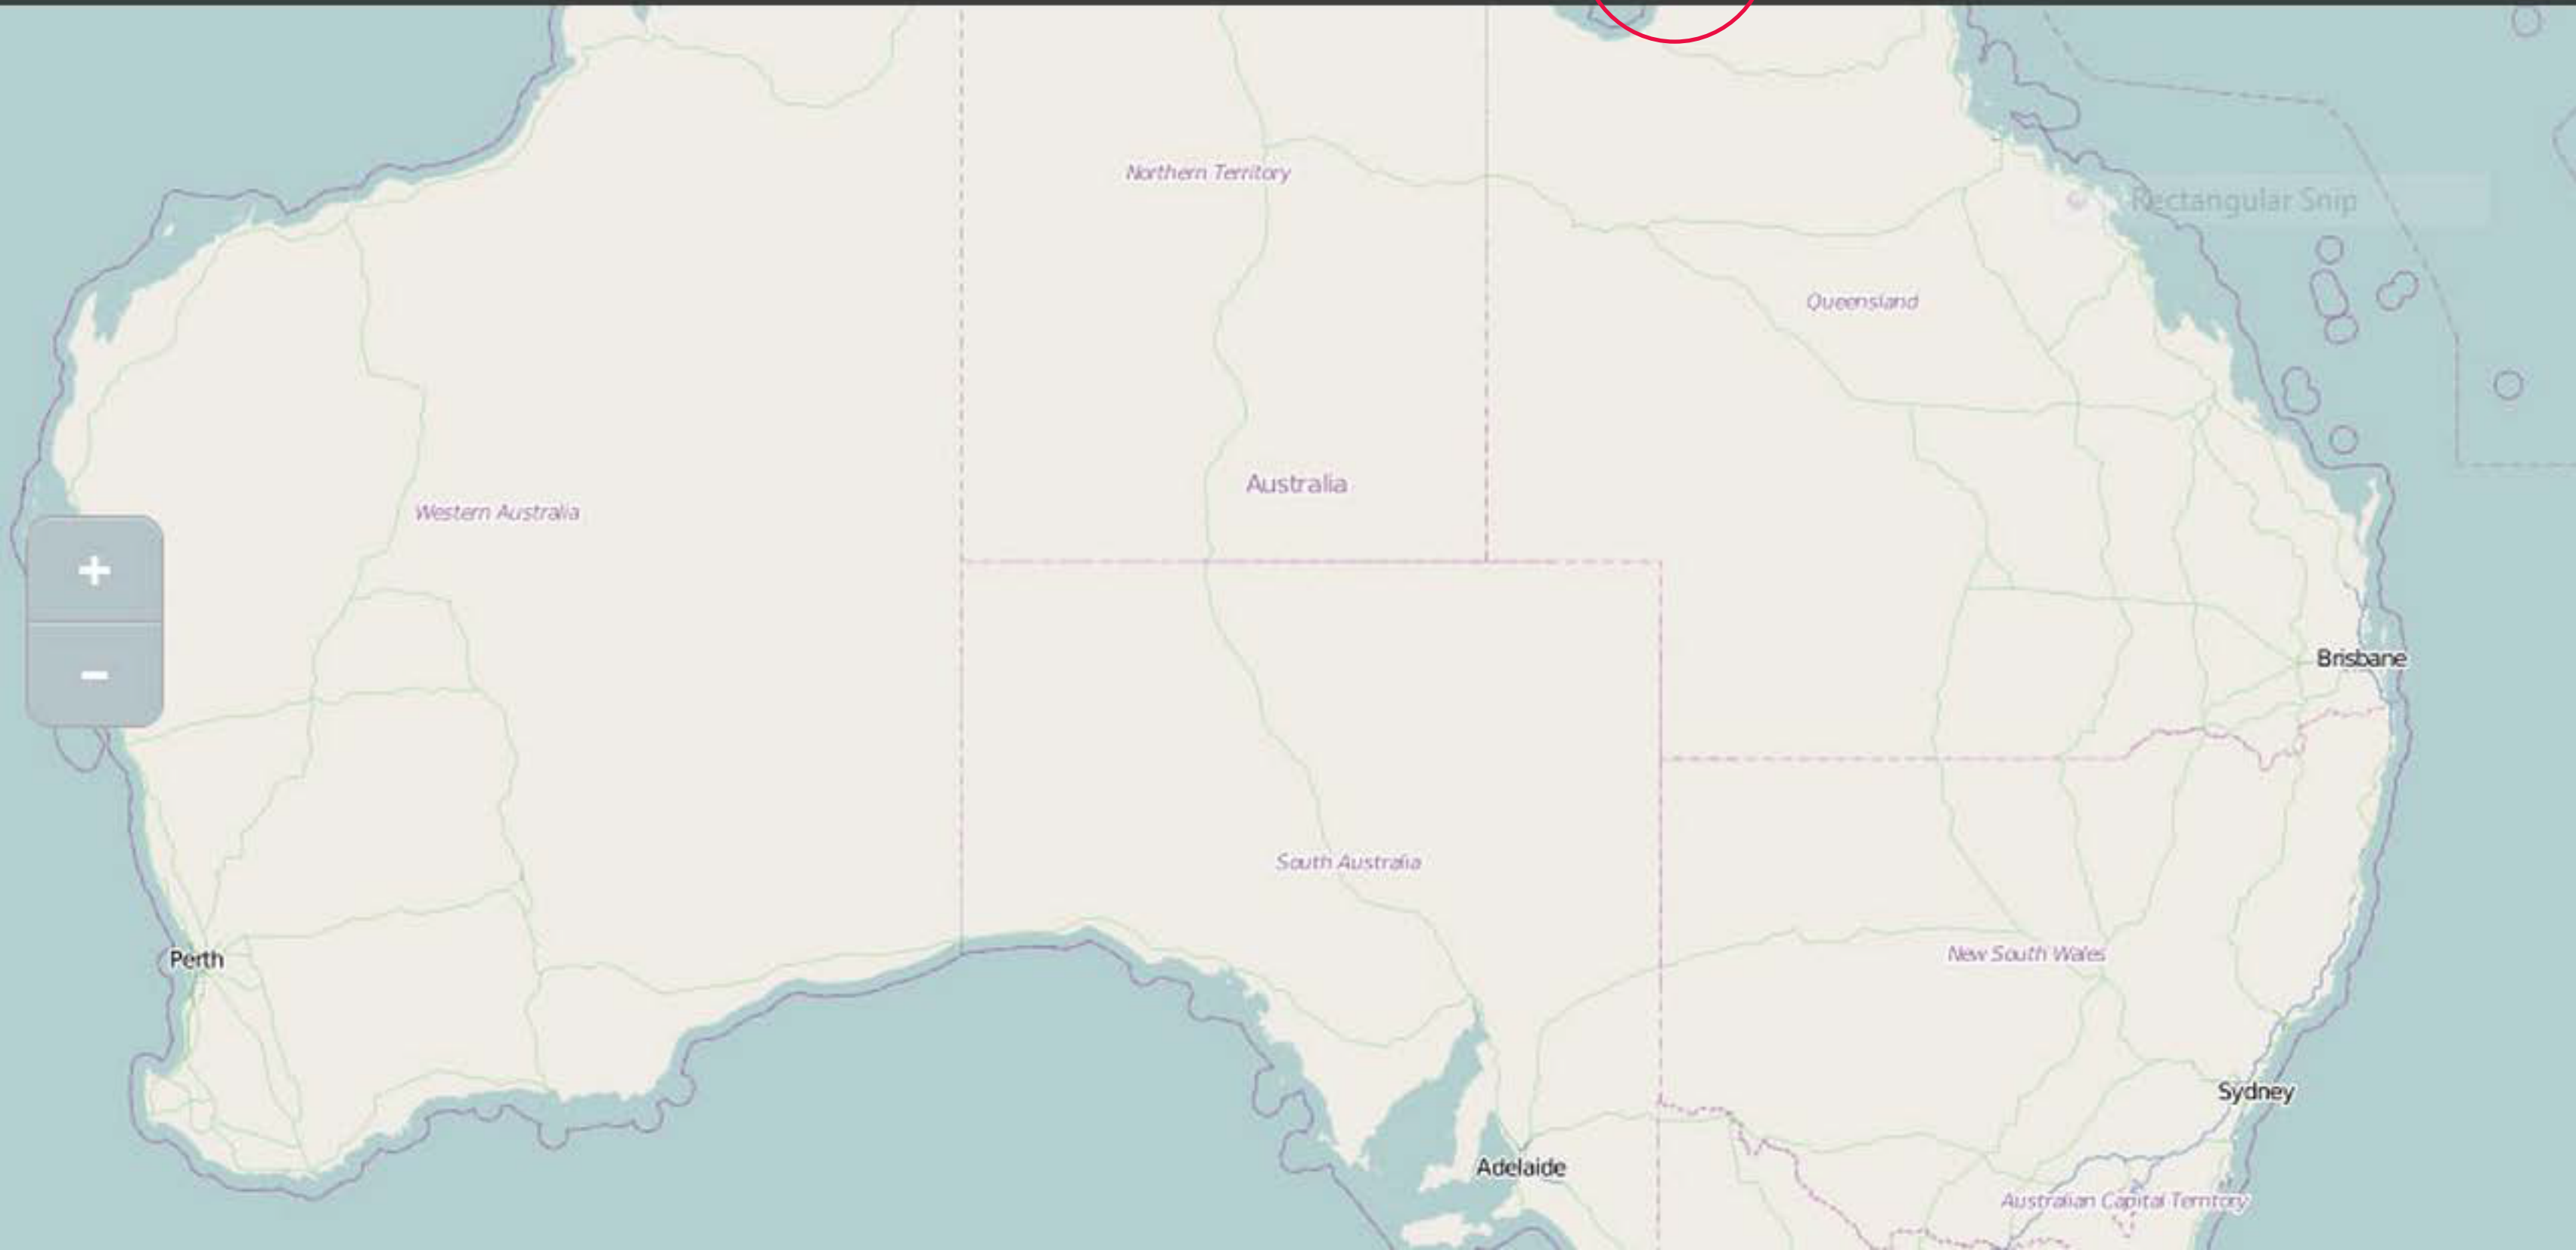 Northern Territory
Rectangular Snip
Queensland
Australia
Western Australia
+
Brisbane
−
South Australia
New South Wales
Perth
Sydney
Adelaide
Australian Capital Territory